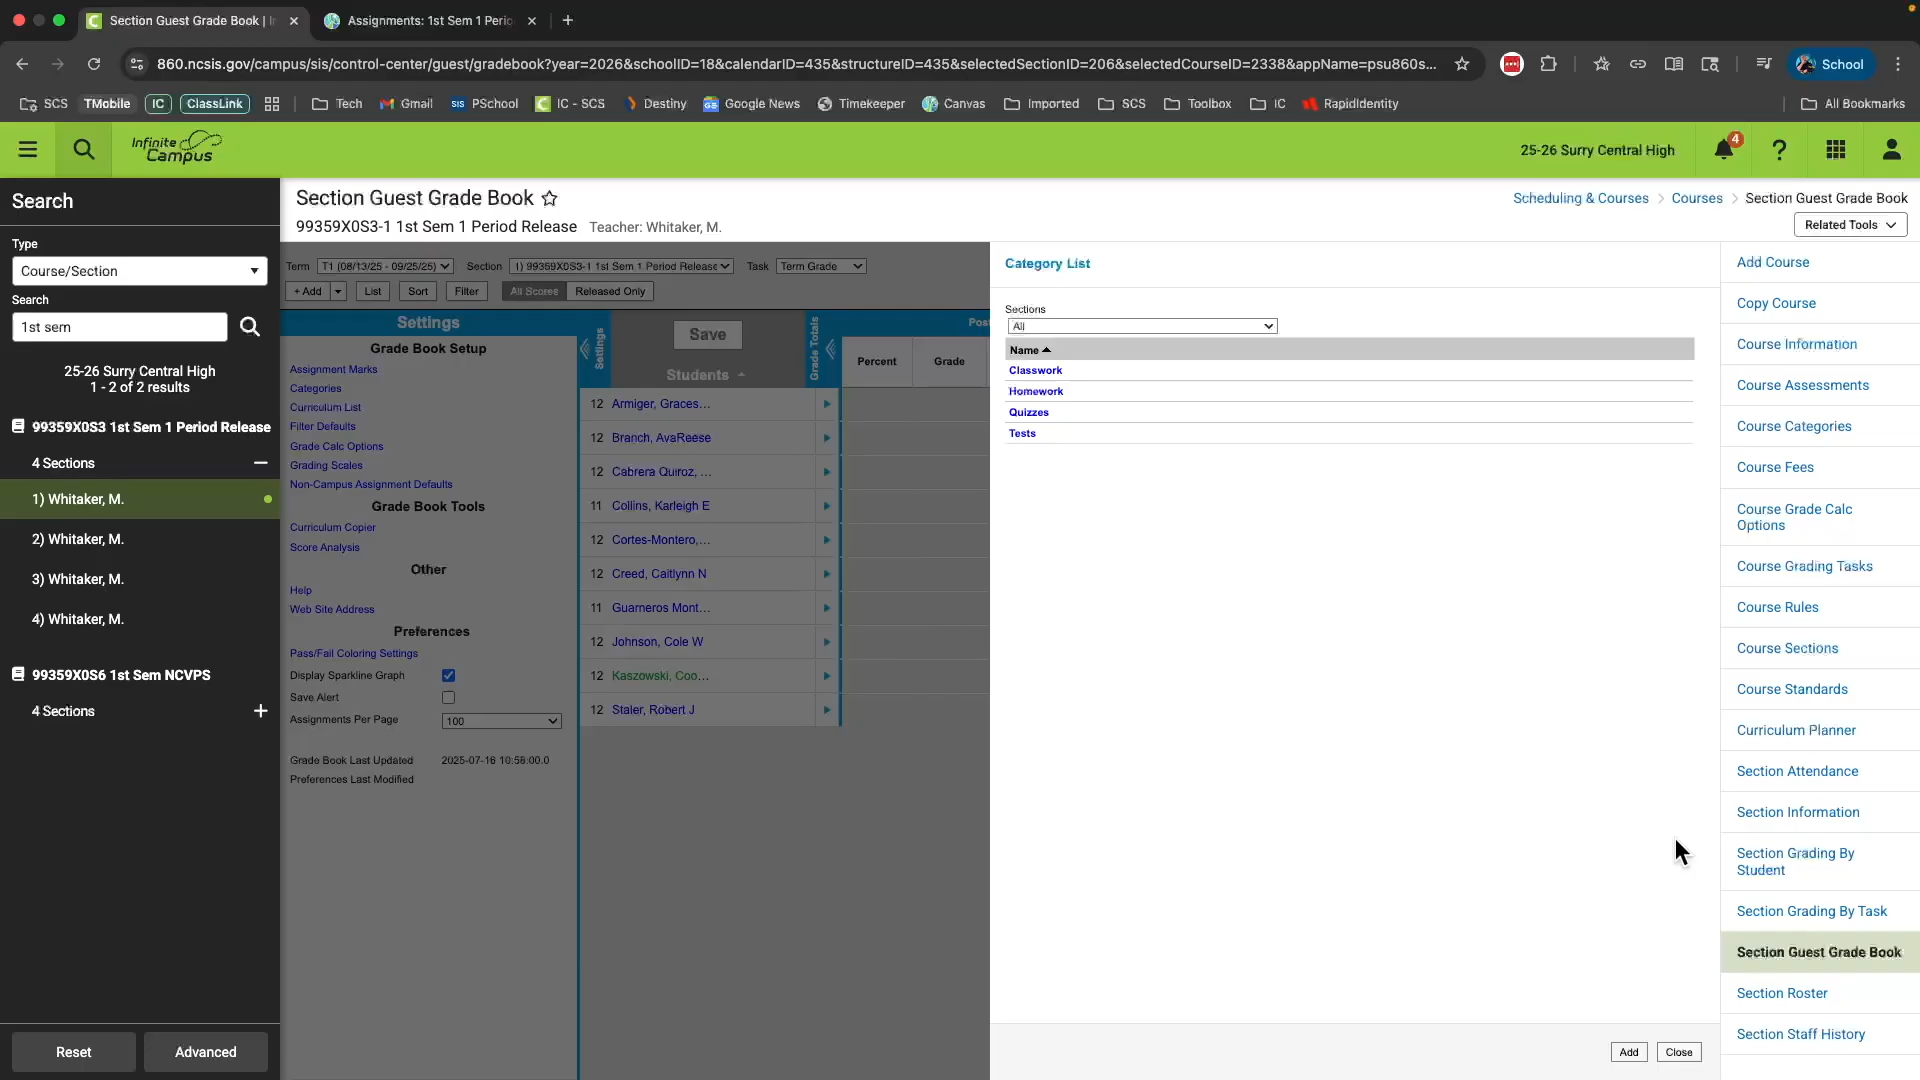 Section Guest Grade Book | In
Assignments: 1st Sem 1 Perio
860.ncsis.gov/campus/sis/control-center/guest/gradebook?year=2026&schoolID=18&calendarID=435&structureID=435&selectedSectionID=206&selectedCourseID=2338&appName=psu860s...
School
SCS
TMobile
IC
ClassLink
Tech
Gmail
SIS PSchool
IC - SCS
Destiny
Google News
Timekeeper
Canvas
Imported
SCS
Toolbox
IC
RapidIdentity
All Bookmarks
Infinite Campus
25-26 Surry Central High
4
Search
Type
Course/Section
Search
1st sem
25-26 Surry Central High
1 - 2 of 2 results
99359X0S3 1st Sem 1 Period Release
4 Sections
1) Whitaker, M.
2) Whitaker, M.
3) Whitaker, M.
4) Whitaker, M.
99359X0S6 1st Sem NCVPS
4 Sections
Reset
Advanced
Section Guest Grade Book
99359X0S3-1 1st Sem 1 Period Release Teacher: Whitaker, M.
Scheduling & Courses > Courses > Section Guest Grade Book
Related Tools
Term T1 (08/13/25 - 09/25/25) Section 1) 99359X0S3-1 1st Sem 1 Period Release Task Term Grade
+ Add List Sort Filter All Scores Released Only
Settings
Grade Book Setup
Assignment Marks
Categories
Curriculum List
Filter Defaults
Grade Calc Options
Grading Scales
Non-Campus Assignment Defaults
Grade Book Tools
Curriculum Copier
Score Analysis
Other
Help
Web Site Address
Preferences
Pass/Fail Coloring Settings
Display Sparkline Graph
Save Alert
Assignments Per Page 100
Grade Book Last Updated 2025-07-16 10:58:00.0
Preferences Last Modified
Settings
Save
Students
Grade Totals
Post
Percent
Grade
12 Armiger, Graces...
12 Branch, AvaReese
12 Cabrera Quiroz, ...
11 Collins, Karleigh E
12 Cortes-Montero,...
12 Creed, Caitlynn N
11 Guarneros Mont...
12 Johnson, Cole W
12 Kaszowski, Coo...
12 Staler, Robert J
Category List
Sections
All
Name
Classwork
Homework
Quizzes
Tests
Add
Close
Add Course
Copy Course
Course Information
Course Assessments
Course Categories
Course Fees
Course Grade Calc
Options
Course Grading Tasks
Course Rules
Course Sections
Course Standards
Curriculum Planner
Section Attendance
Section Information
Section Grading By
Student
Section Grading By Task
Section Guest Grade Book
Section Roster
Section Staff History